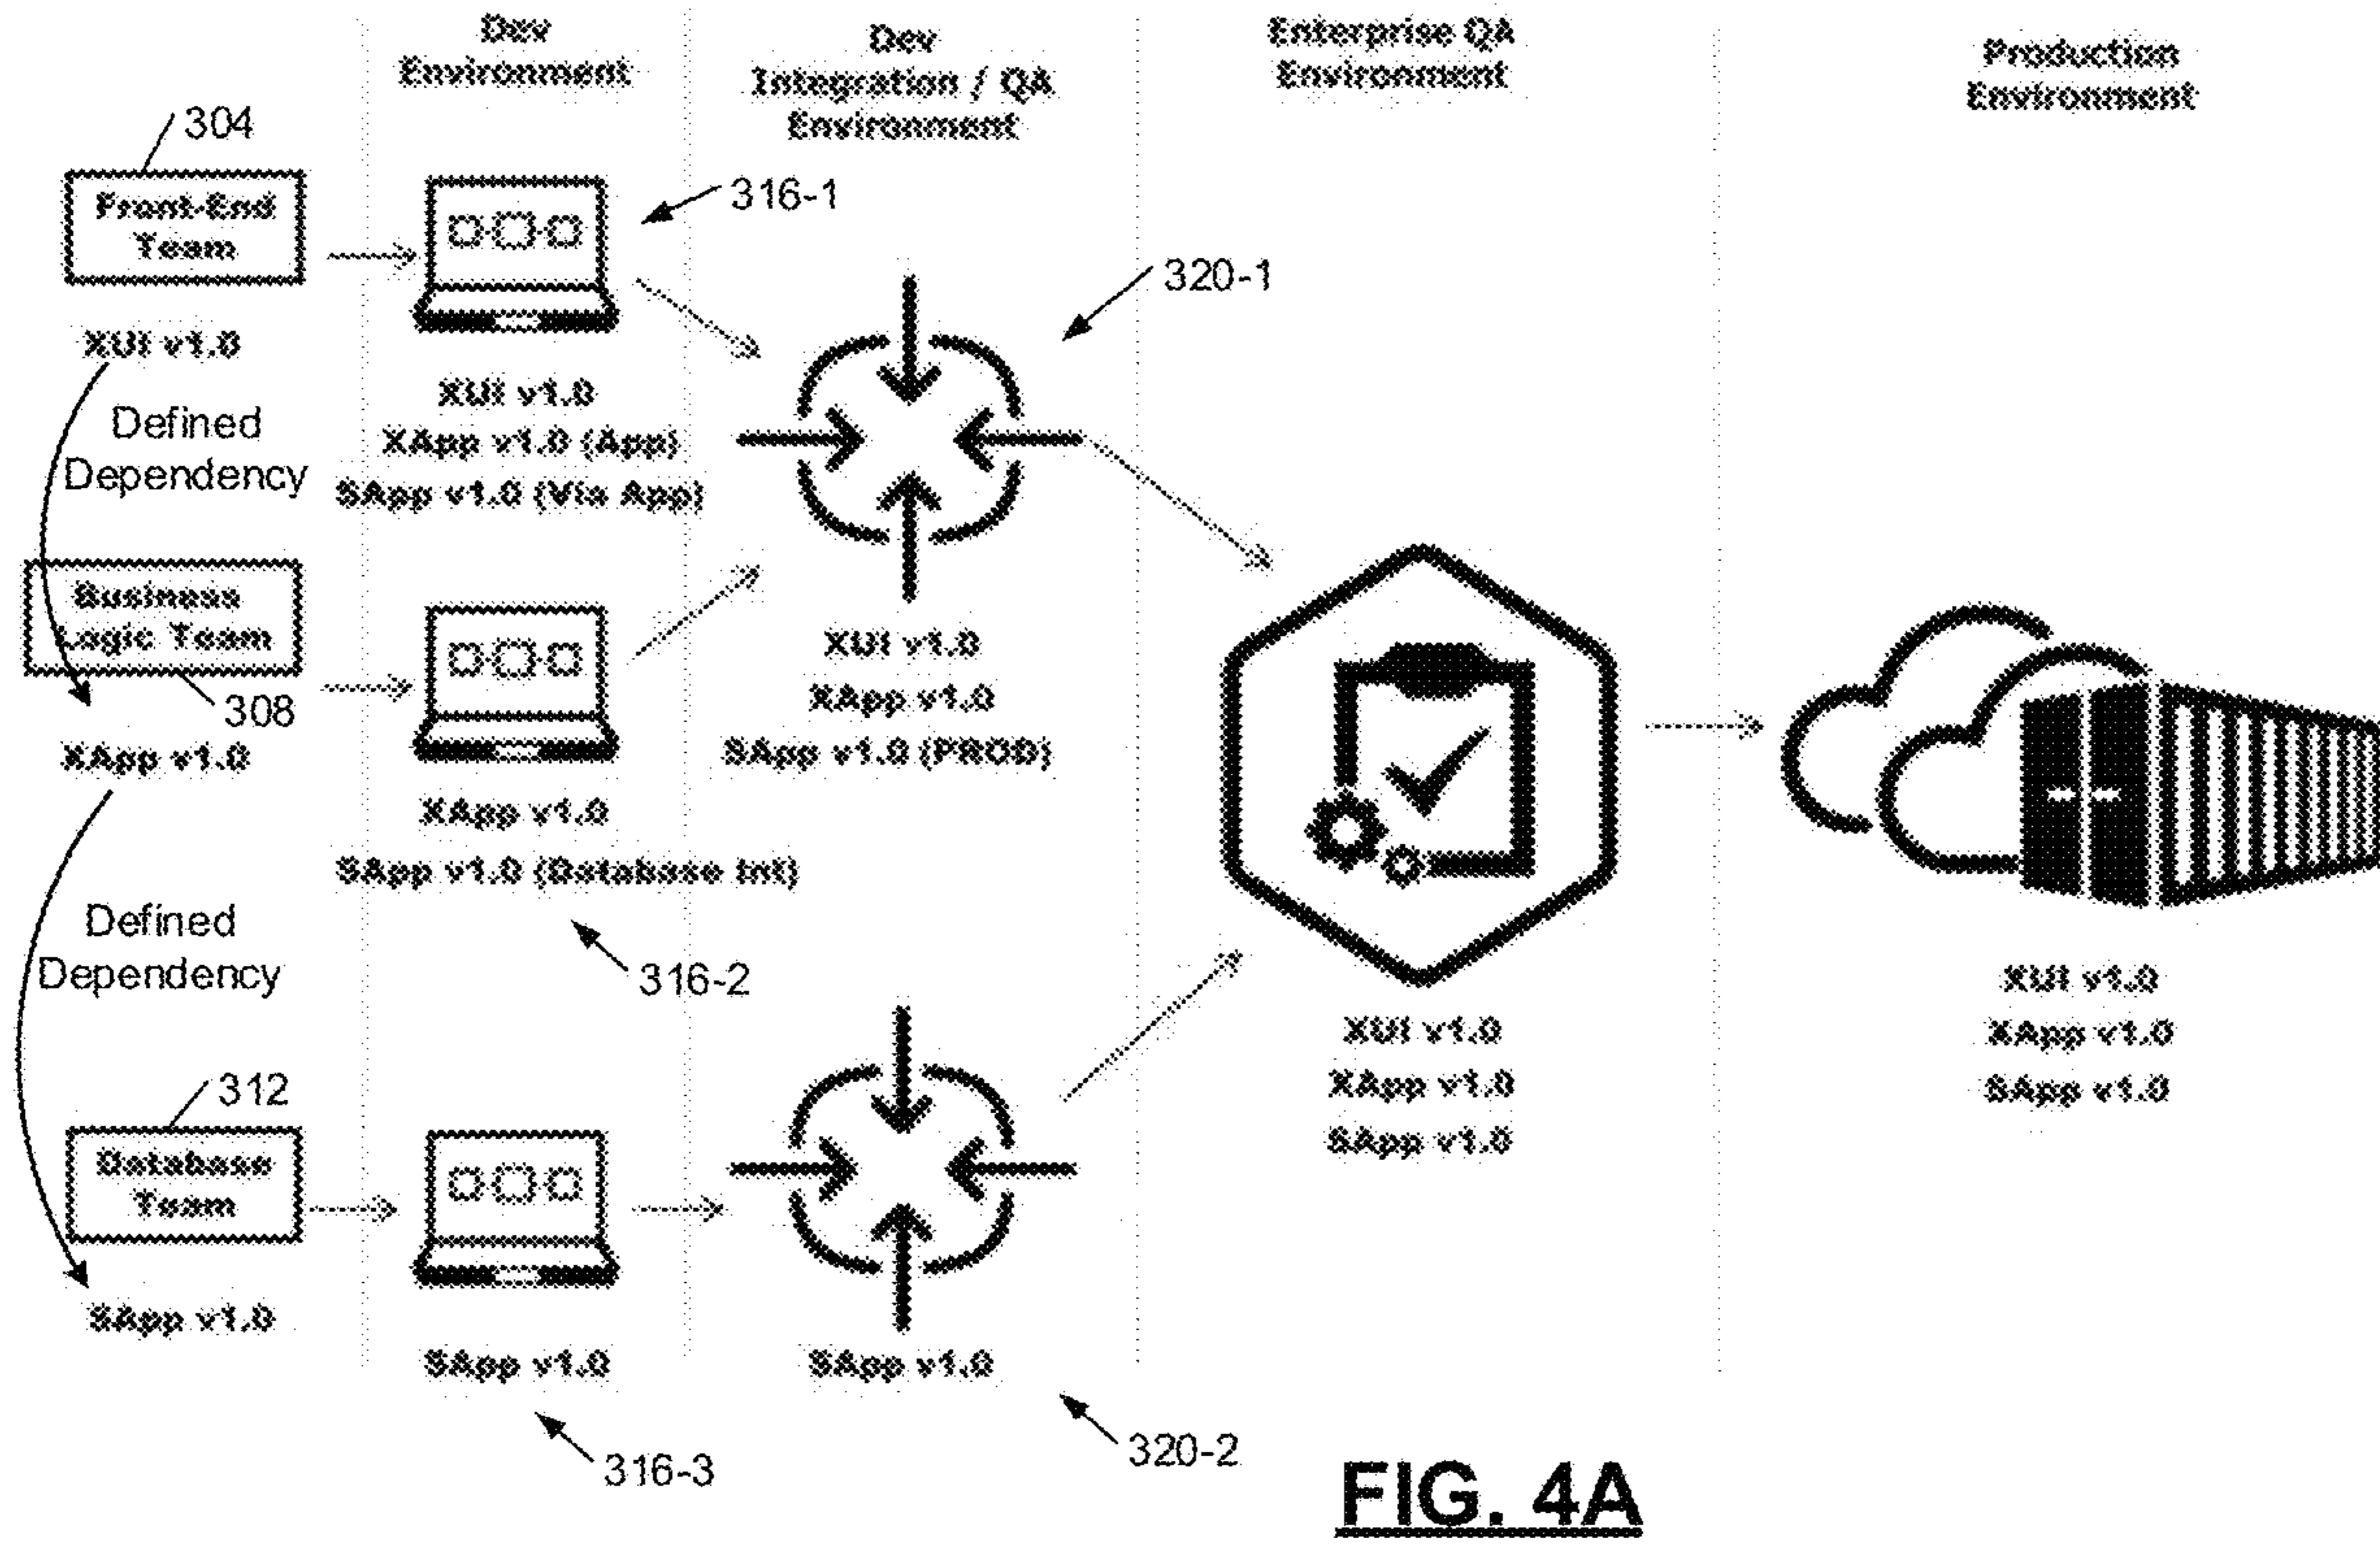 Dev
Environment
Dev
Integration / QA
Environment
Enterprise QA
Environment
Production
Environment
304
Front-End
Team
XUI v1.0
Defined
Dependency
Business
Logic Team
308
XApp v1.0
Defined
Dependency
312
Database
Team
SApp v1.0
316-1
XUI v1.0
XApp v1.0 (App)
SApp v1.0 (Via App)
XApp v1.0
SApp v1.0 (Database Int)
316-2
SApp v1.0
316-3
320-1
XUI v1.0
XApp v1.0
SApp v1.0 (PROD)
SApp v1.0
320-2
XUI v1.0
XApp v1.0
SApp v1.0
XUI v1.0
XApp v1.0
SApp v1.0
FIG. 4A